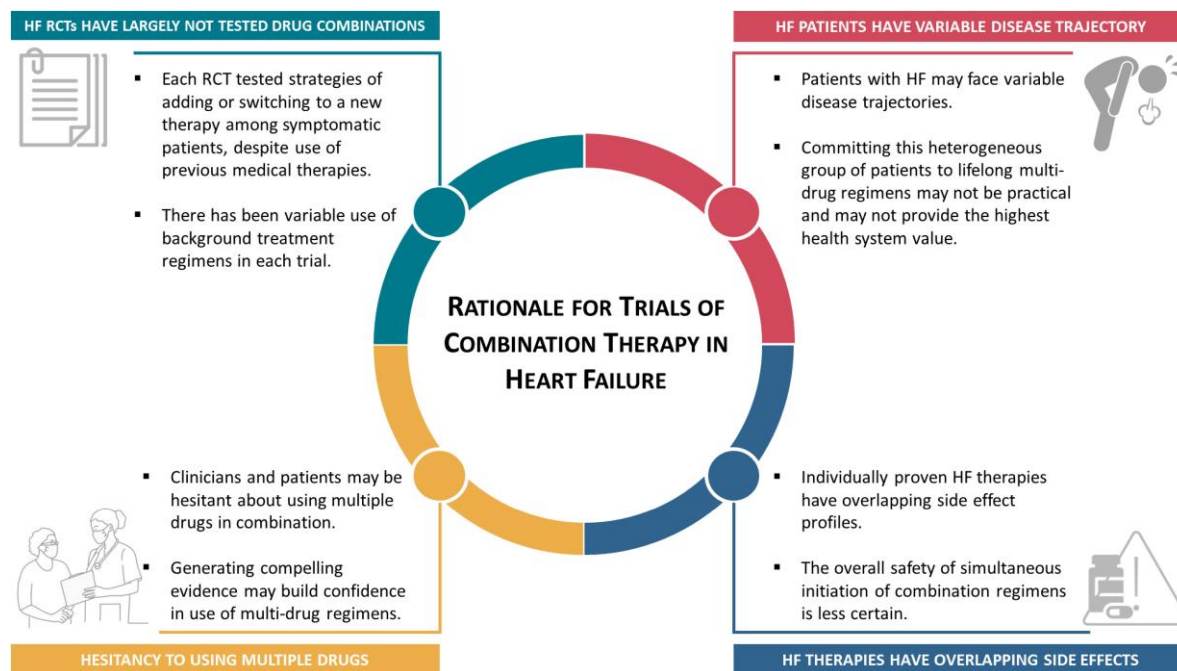 HF RCTS HAVE LARGELY NOT TESTED DRUG COMBINATIONS
▪ Each RCT tested strategies of
adding or switching to a new
therapy among symptomatic
patients, despite use of
previous medical therapies.
▪ There has been variable use of
background treatment
regimens in each trial.
HF PATIENTS HAVE VARIABLE DISEASE TRAJECTORY
▪ Patients with HF may face variable
disease trajectories.
▪ Committing this heterogeneous
group of patients to lifelong multi-
drug regimens may not be practical
and may not provide the highest
health system value.
RATIONALE FOR TRIALS OF
COMBINATION THERAPY IN
HEART FAILURE
▪ Clinicians and patients may be
hesitant about using multiple
drugs in combination.
▪ Generating compelling
evidence may build confidence
in use of multi-drug regimens.
HESITANCY TO USING MULTIPLE DRUGS
▪ Individually proven HF therapies
have overlapping side effect
profiles.
▪ The overall safety of simultaneous
initiation of combination regimens
is less certain.
HF THERAPIES HAVE OVERLAPPING SIDE EFFECTS